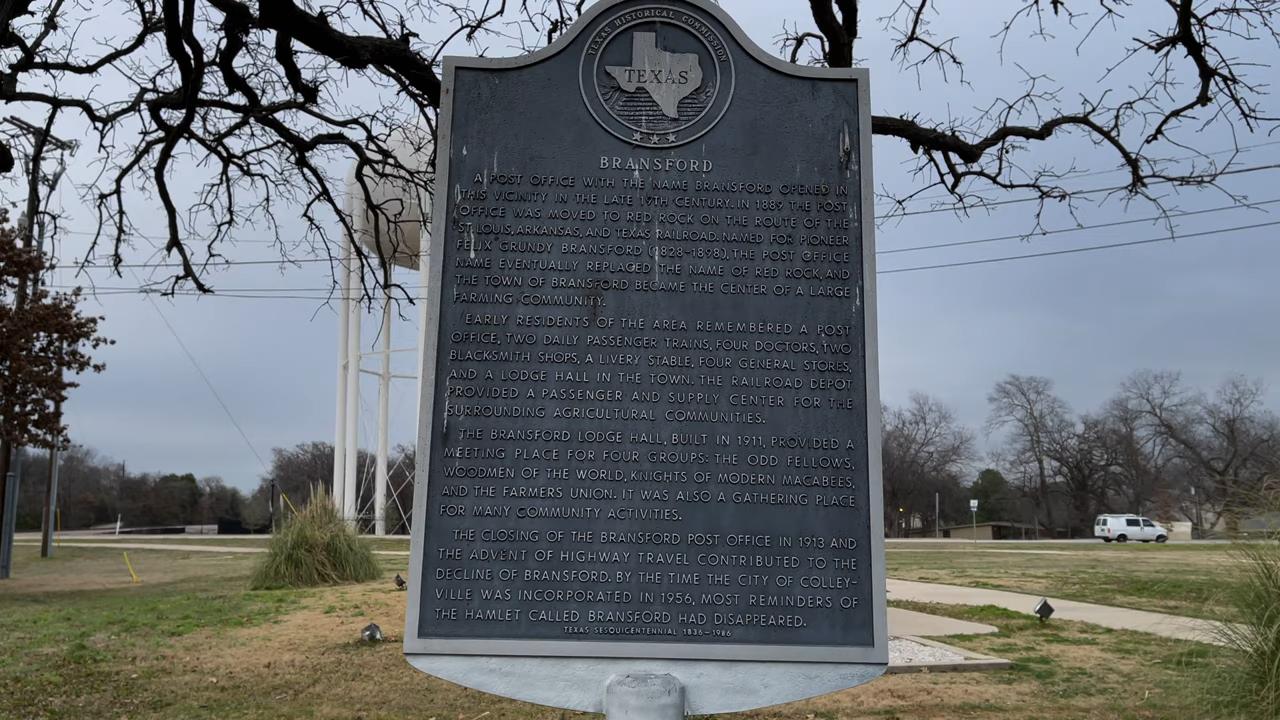 TEXAS HISTORICAL COMMISSION
TEXAS
BRANSFORD
A POST OFFICE WITH THE NAME BRANSFORD OPENED IN
THIS VICINITY IN THE LATE 19TH CENTURY. IN 1889 THE POST
OFFICE WAS MOVED TO RED ROCK ON THE ROUTE OF THE
ST. LOUIS, ARKANSAS, AND TEXAS RAILROAD. NAMED FOR PIONEER
FELIX GRUNDY BRANSFORD (1828-1898), THE POST OFFICE
NAME EVENTUALLY REPLACED THE NAME OF RED ROCK, AND
THE TOWN OF BRANSFORD BECAME THE CENTER OF A LARGE
FARMING COMMUNITY.
EARLY RESIDENTS OF THE AREA REMEMBERED A POST
OFFICE, TWO DAILY PASSENGER TRAINS, FOUR DOCTORS, TWO
BLACKSMITH SHOPS, A LIVERY STABLE, FOUR GENERAL STORES,
AND A LODGE HALL IN THE TOWN. THE RAILROAD DEPOT
PROVIDED A PASSENGER AND SUPPLY CENTER FOR THE
SURROUNDING AGRICULTURAL COMMUNITIES.
THE BRANSFORD LODGE HALL, BUILT IN 1911, PROVIDED A
MEETING PLACE FOR FOUR GROUPS: THE ODD FELLOWS,
WOODMEN OF THE WORLD, KNIGHTS OF MODERN MACABEES,
AND THE FARMERS UNION. IT WAS ALSO A GATHERING PLACE
FOR MANY COMMUNITY ACTIVITIES.
THE CLOSING OF THE BRANSFORD POST OFFICE IN 1913 AND
THE ADVENT OF HIGHWAY TRAVEL CONTRIBUTED TO THE
DECLINE OF BRANSFORD. BY THE TIME THE CITY OF COLLEY-
VILLE WAS INCORPORATED IN 1956, MOST REMINDERS OF
THE HAMLET CALLED BRANSFORD HAD DISAPPEARED.
TEXAS SESQUICENTENNIAL 1836-1986